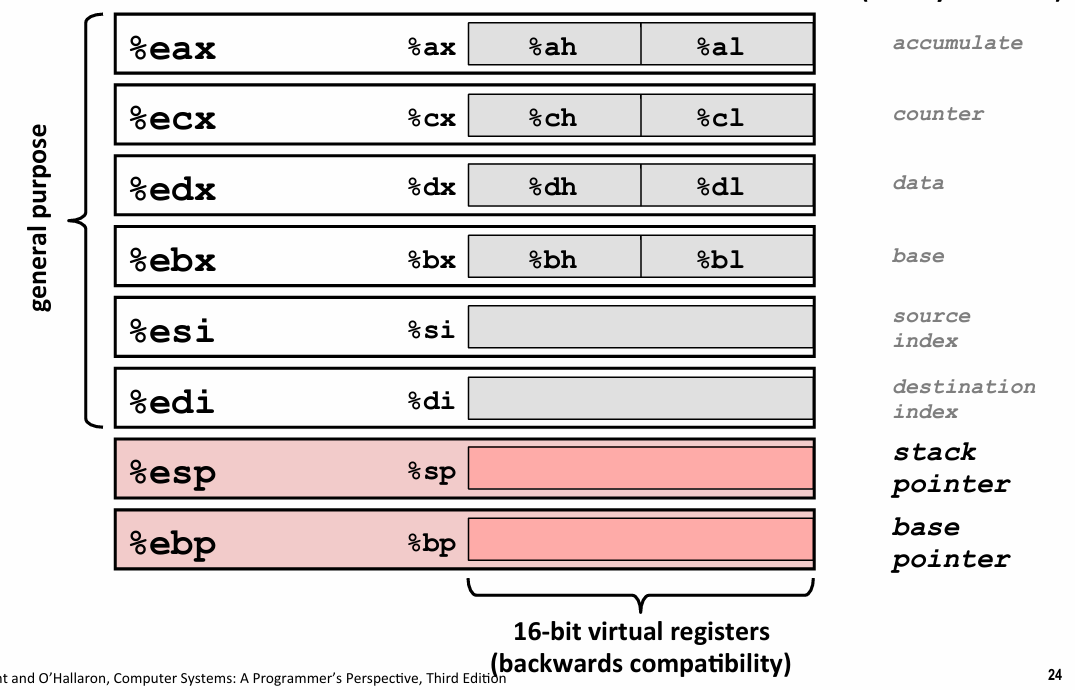 general purpose
%eax %ax %ah %al accumulate
%ecx %cx %ch %cl counter
%edx %dx %dh %dl data
%ebx %bx %bh %bl base
%esi %si source
index
%edi %di destination
index
%esp %sp stack
pointer
%ebp %bp base
pointer
16-bit virtual registers
(backwards compatibility)
and O’Hallaron, Computer Systems: A Programmer’s Perspective, Third Edition
24